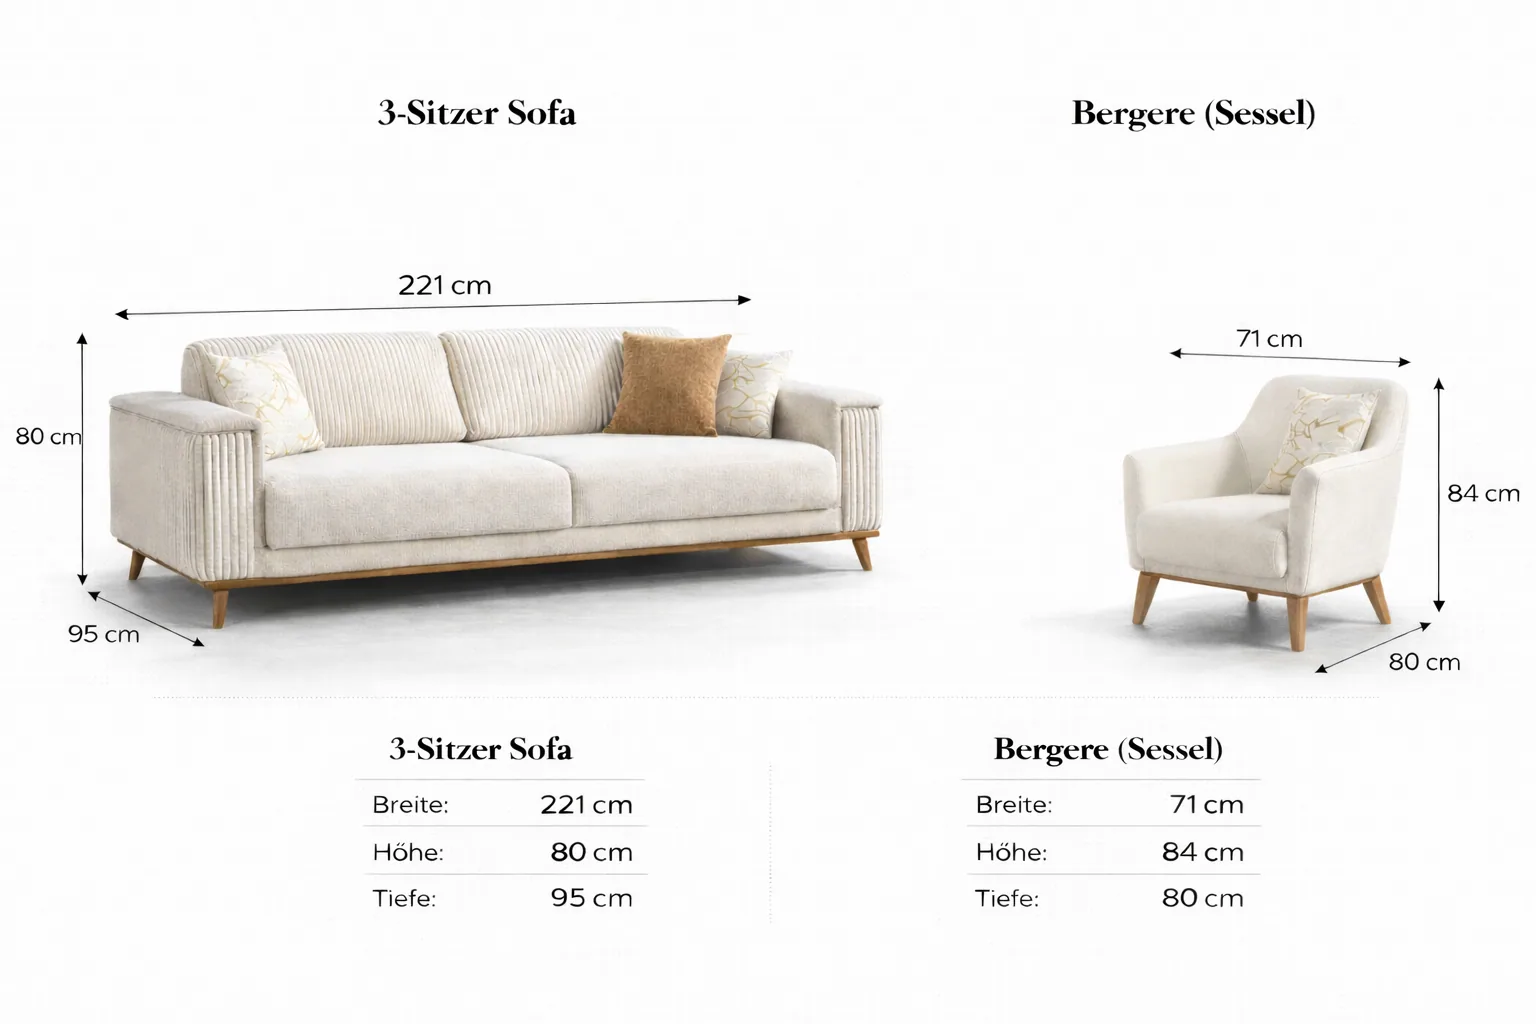 3-Sitzer Sofa
Bergere (Sessel)
221 cm
71 cm
80 cm
84 cm
95 cm
80 cm
3-Sitzer Sofa
Breite: 221 cm
Hőhe: 80 cm
Tiefe: 95 cm
Bergere (Sessel)
Breite: 71 cm
Hőhe: 84 cm
Tiefe: 80 cm